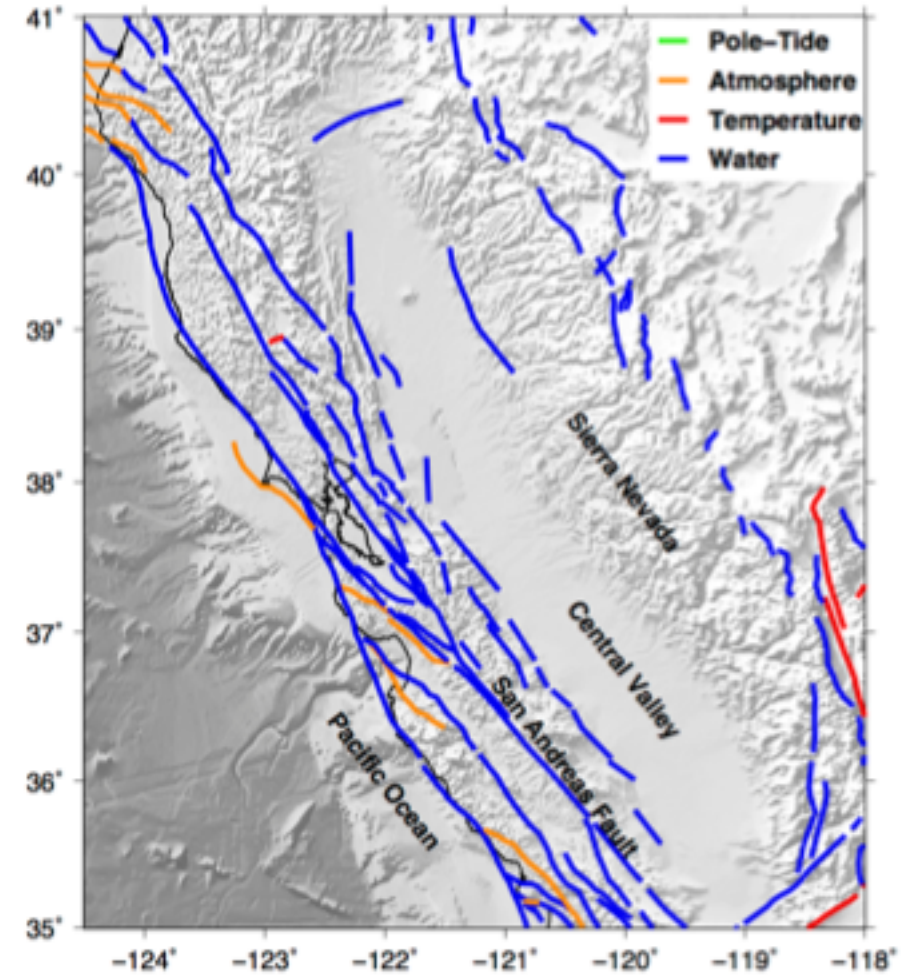 41°
40°
39°
38°
37°
36°
35°
Pole-Tide
Atmosphere
Temperature
Water
Sierra Nevada
Central Valley
San Andreas Fault
Pacific Ocean
-124°
-123°
-122°
-121°
-120°
-119°
-118°